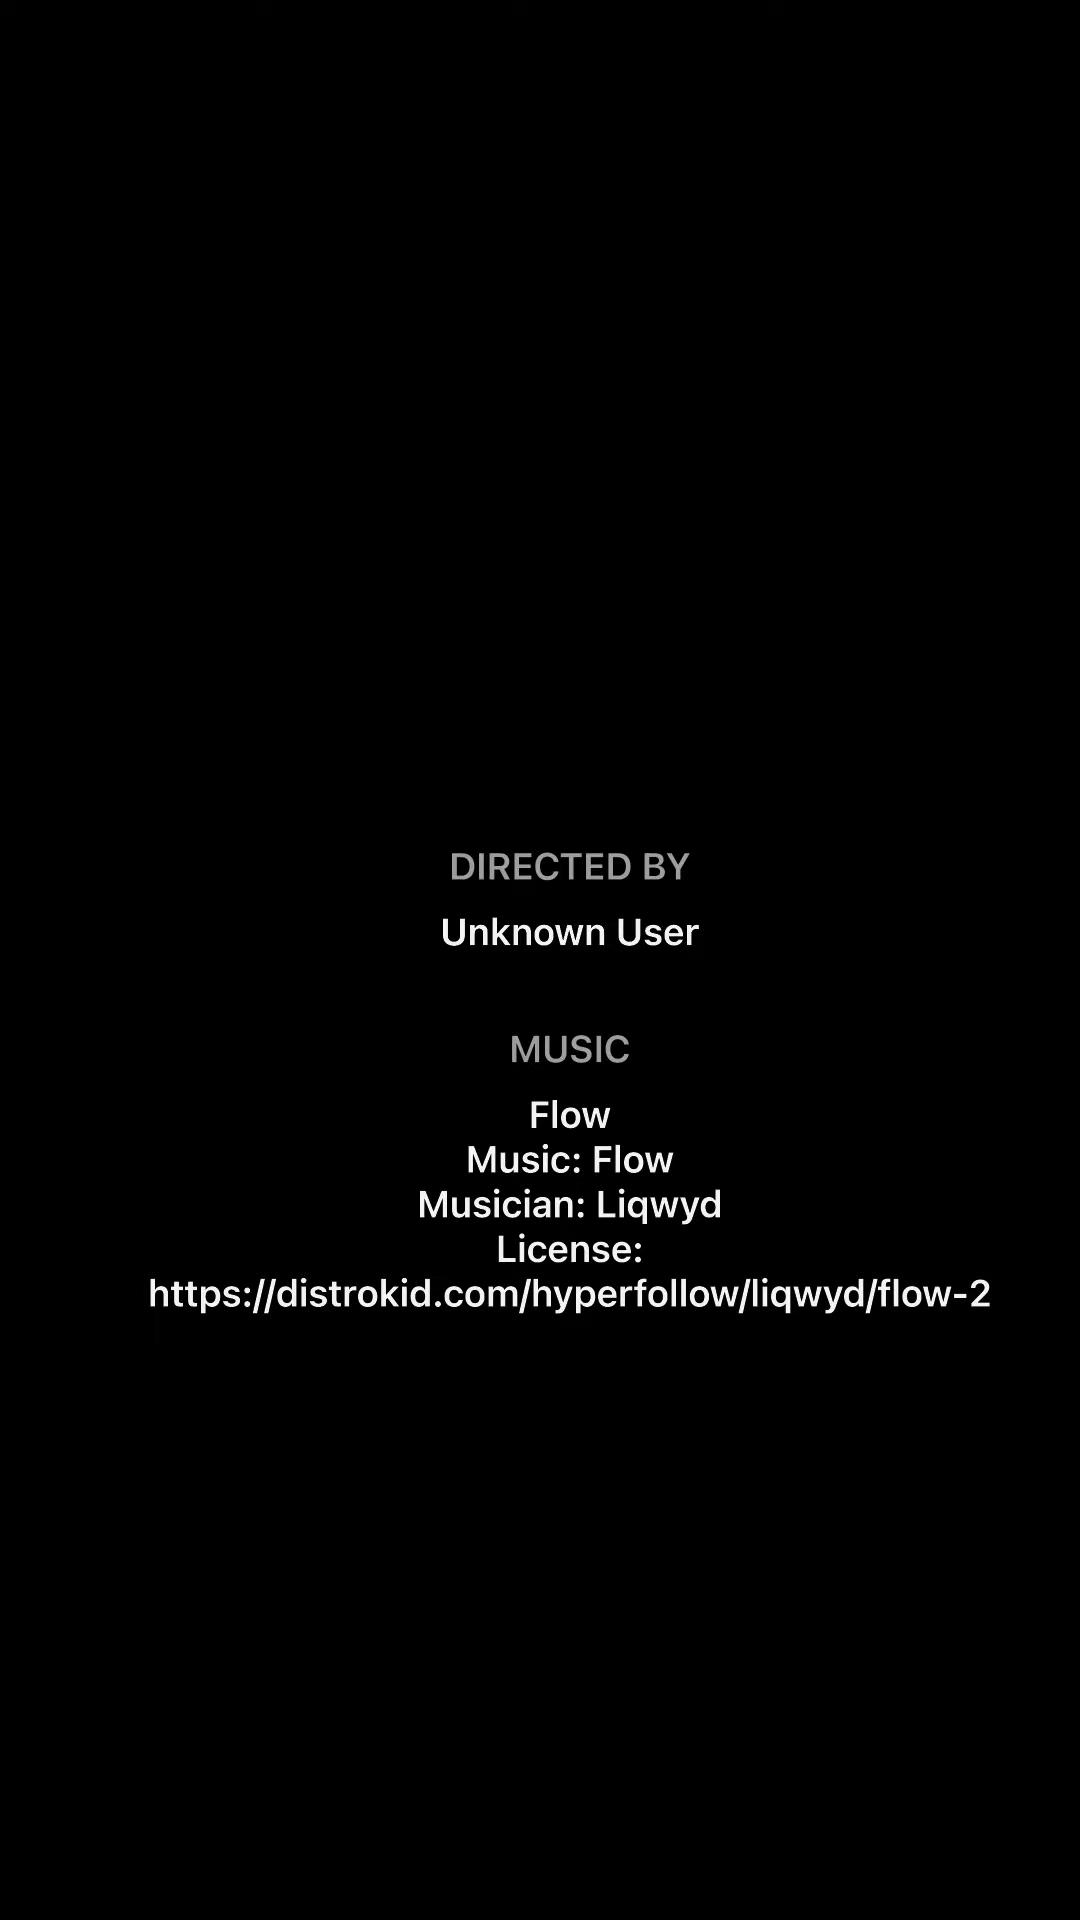 DIRECTED BY
Unknown User
MUSIC
Flow
Music: Flow
Musician: Liqwyd
License:
https://distrokid.com/hyperfollow/liqwyd/flow-2